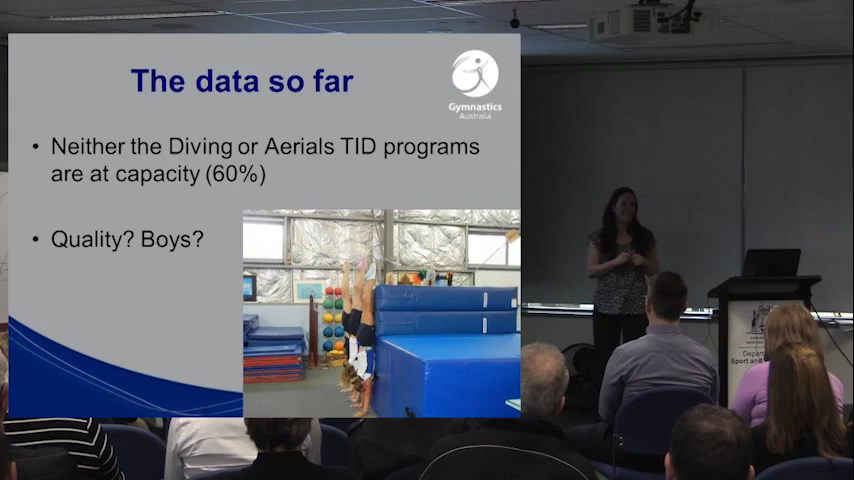 The data so far
Gymnastics
Australia
• Neither the Diving or Aerials TID programs
are at capacity (60%)
• Quality? Boys?
Sport and